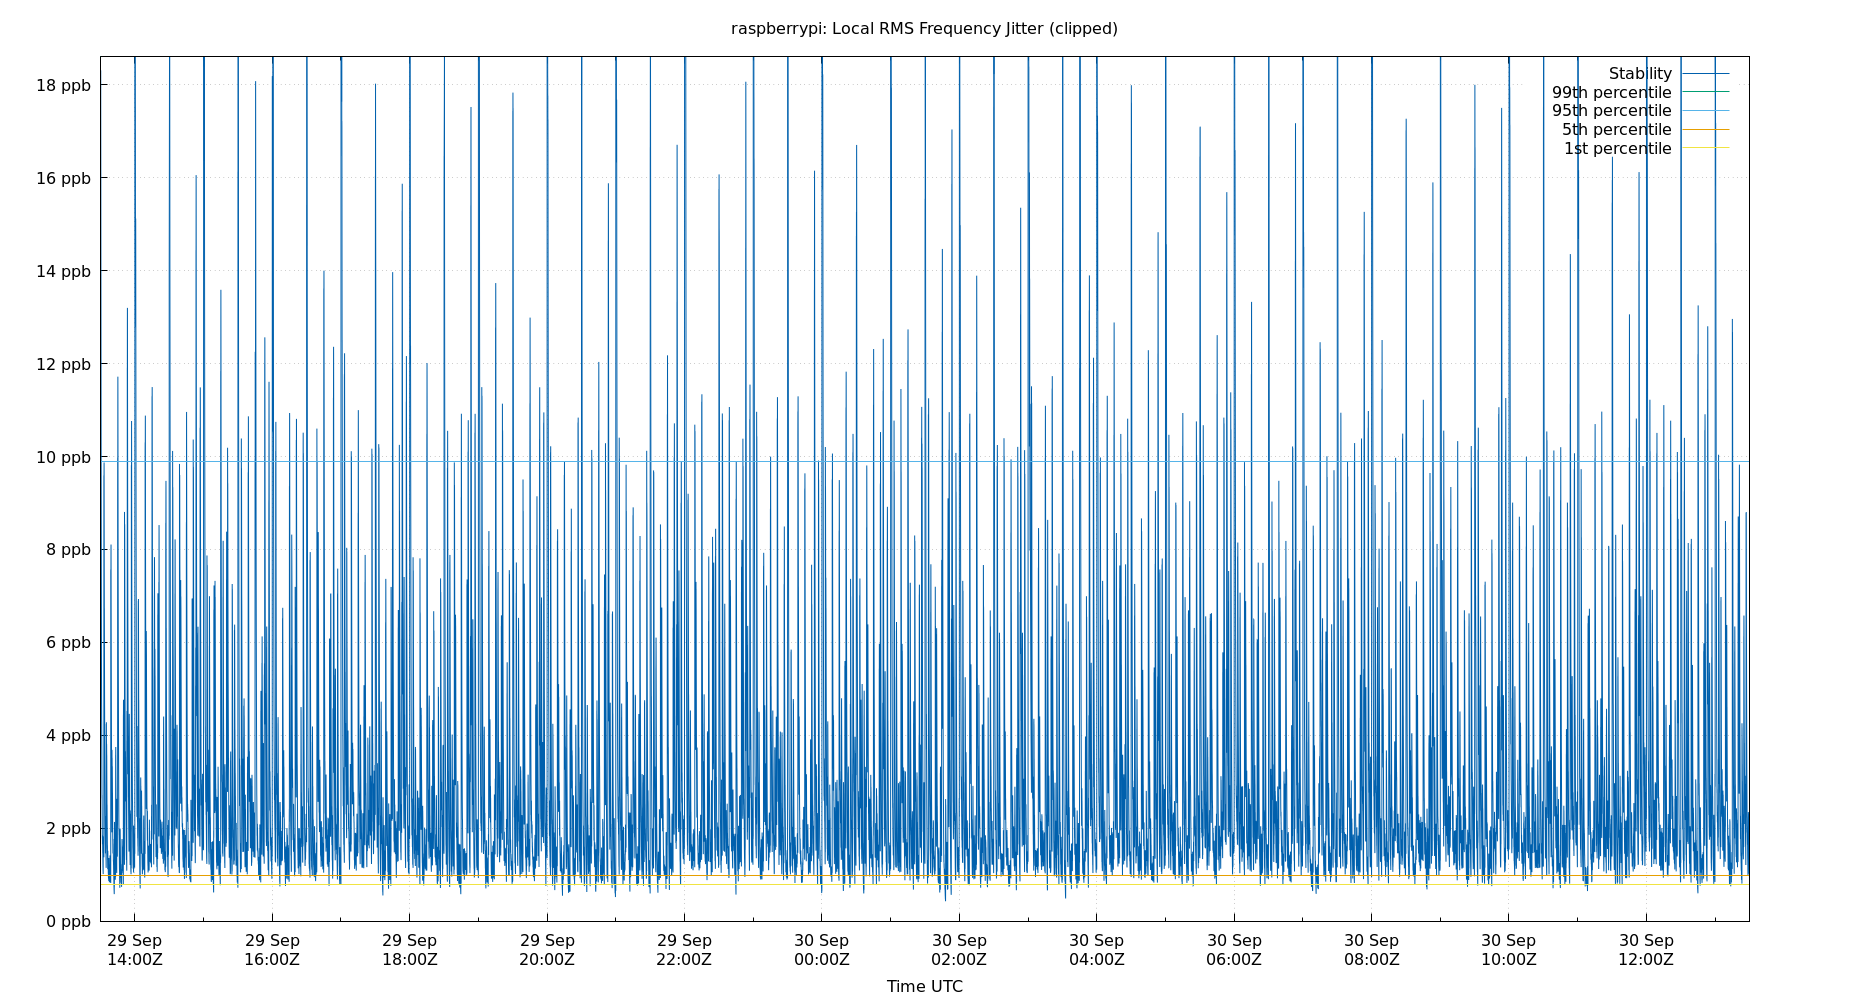 raspberrypi: Local RMS Frequency Jitter (clipped)
Stability
99th percentile
95th percentile
5th percentile
1st percentile
18 ppb
16 ppb
14 ppb
12 ppb
10 ppb
8 ppb
6 ppb
4 ppb
2 ppb
0 ppb
29 Sep 29 Sep 29 Sep 29 Sep 29 Sep 30 Sep 30 Sep 30 Sep 30 Sep 30 Sep 30 Sep 30 Sep
14:00Z 16:00Z 18:00Z 20:00Z 22:00Z 00:00Z 02:00Z 04:00Z 06:00Z 08:00Z 10:00Z 12:00Z
Time UTC